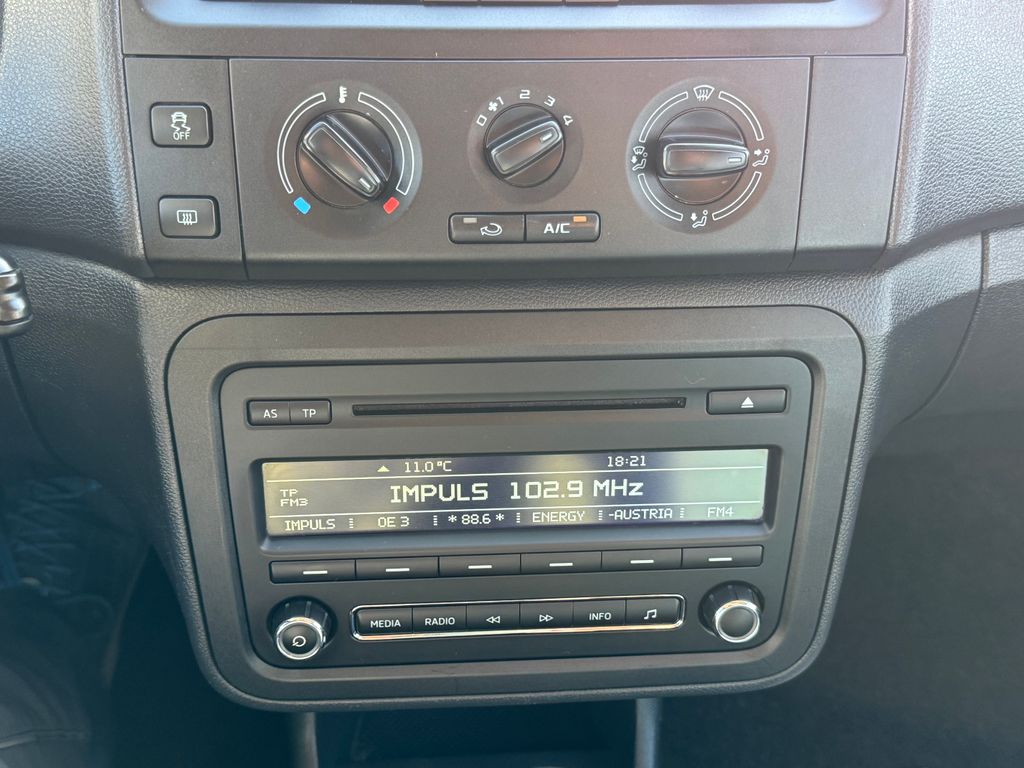 1 2 3 4
0
OFF
A/C
AS TP
11.0 °C 18:21
TP
FM3
IMPULS 102.9 MHz
IMPULS OE 3 *88.6* ENERGY -AUSTRIA FM4
MEDIA RADIO INFO